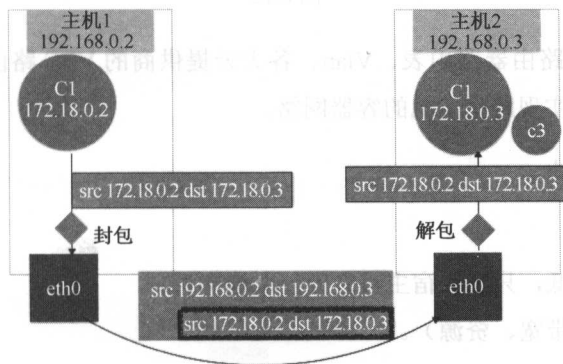 主机1
192.168.0.2
C1
172.18.0.2
src 172.18.0.2 dst 172.18.0.3
封包
eth0
主机2
192.168.0.3
C1
172.18.0.3
c3
src 172.18.0.2 dst 172.18.0.3
解包
eth0
src 192.168.0.2 dst 192.168.0.3
src 172.18.0.2 dst 172.18.0.3